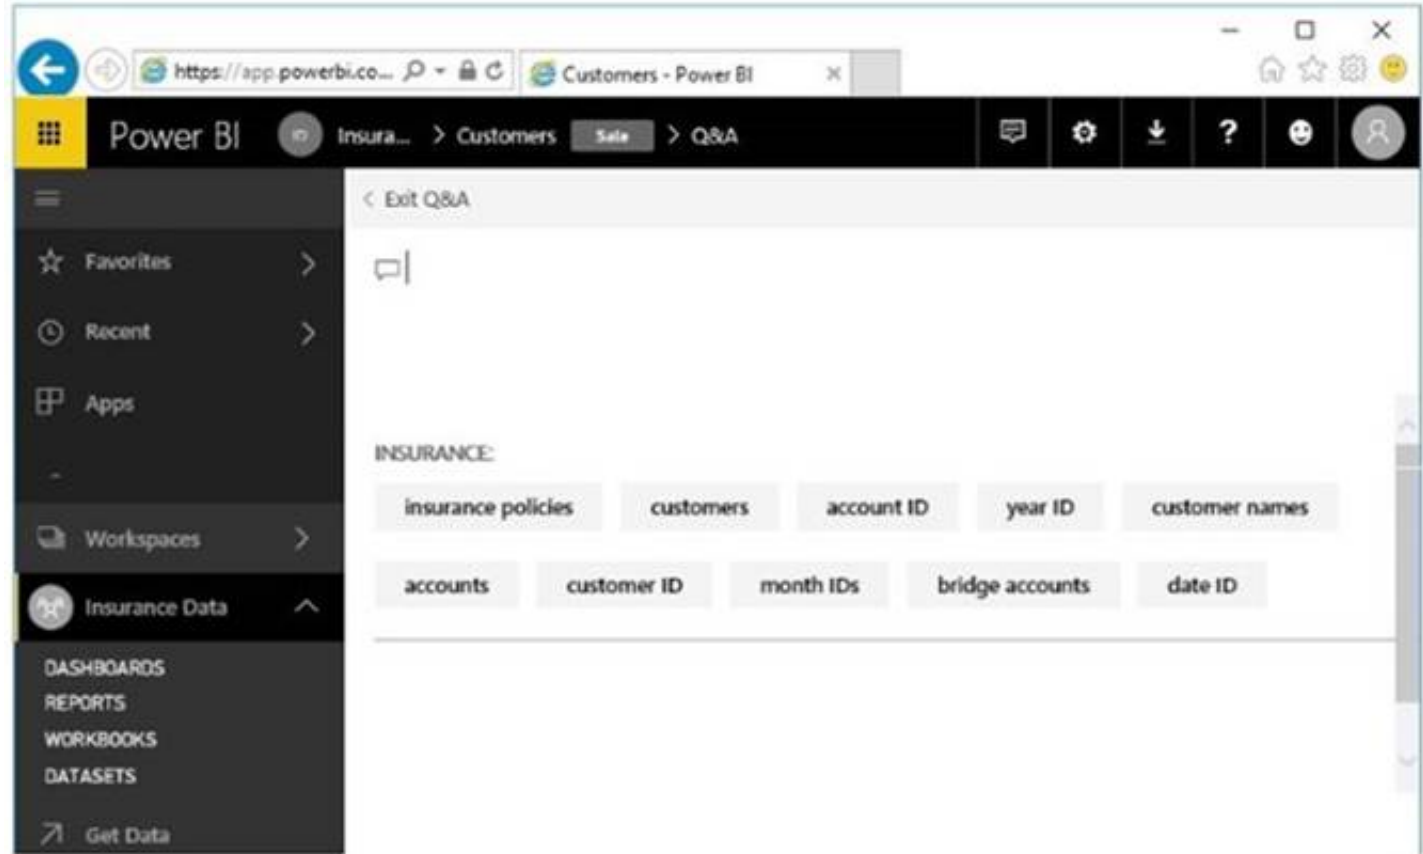 https://app.powerbi.co... Customers - Power BI
Power BI Insura... > Customers Sale > Q&A ?
< Exit Q&A
Favorites
Recent
Apps
INSURANCE:
insurance policies customers account ID year ID customer names
Workspaces
accounts customer ID month IDs bridge accounts date ID
Insurance Data
DASHBOARDS
REPORTS
WORKBOOKS
DATASETS
Get Data